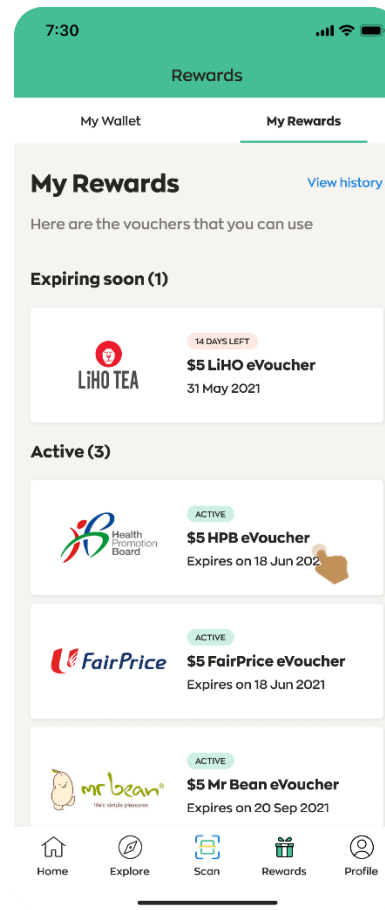 7:30
Rewards
My Wallet
My Rewards
My Rewards
View history
Here are the vouchers that you can use
Expiring soon (1)
14 DAYS LEFT
LiHO TEA
$5 LiHO eVoucher
31 May 2021
Active (3)
ACTIVE
Health
Promotion
Board
$5 HPB eVoucher
Expires on 18 Jun 202
ACTIVE
FairPrice
$5 FairPrice eVoucher
Expires on 18 Jun 2021
ACTIVE
mr bean
life's simple pleasures
$5 Mr Bean eVoucher
Expires on 20 Sep 2021
Home
Explore
Scan
Rewards
Profile